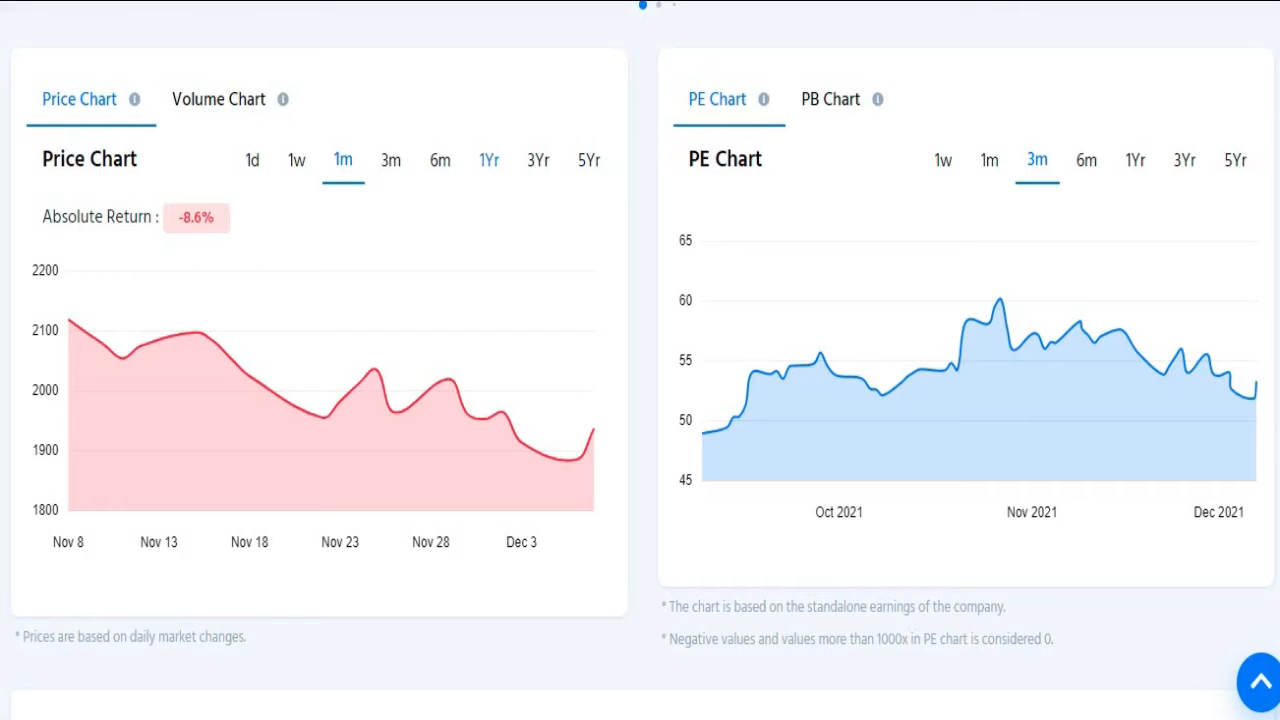 Price Chart Volume Chart
Price Chart 1d 1w 1m 3m 6m 1Yr 3Yr 5Yr
Absolute Return : -8.6%
2200
2100
2000
1900
1800
Nov 8 Nov 13 Nov 18 Nov 23 Nov 28 Dec 3
* Prices are based on daily market changes.
PE Chart PB Chart
PE Chart 1w 1m 3m 6m 1Yr 3Yr 5Yr
65
60
55
50
45
Oct 2021 Nov 2021 Dec 2021
* The chart is based on the standalone earnings of the company.
* Negative values and values more than 1000x in PE chart is considered 0.